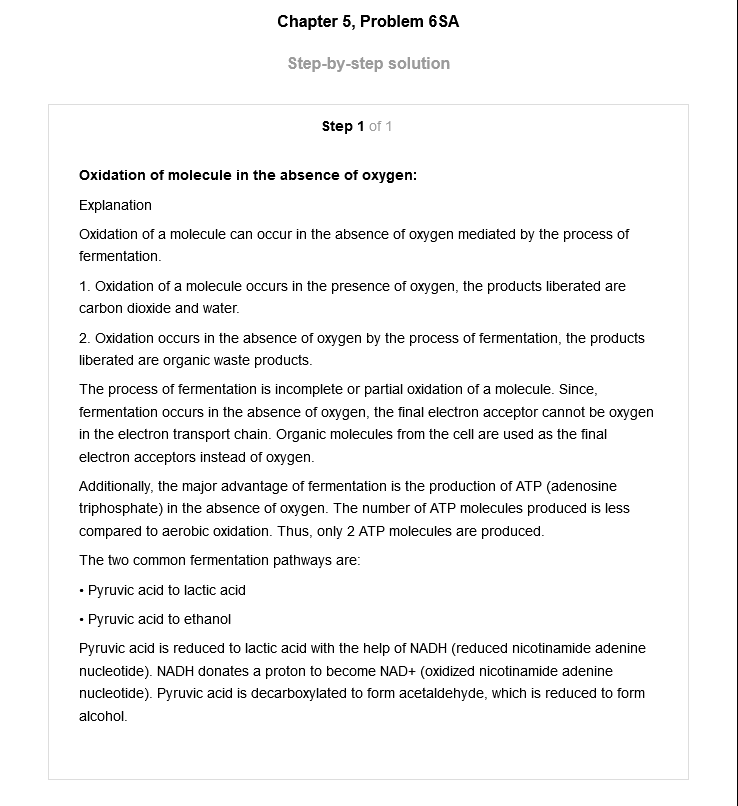 Chapter 5, Problem 6SA
Step-by-step solution
Step 1 of 1
Oxidation of molecule in the absence of oxygen:
Explanation
Oxidation of a molecule can occur in the absence of oxygen mediated by the process of
fermentation.
1. Oxidation of a molecule occurs in the presence of oxygen, the products liberated are
carbon dioxide and water.
2. Oxidation occurs in the absence of oxygen by the process of fermentation, the products
liberated are organic waste products.
The process of fermentation is incomplete or partial oxidation of a molecule. Since,
fermentation occurs in the absence of oxygen, the final electron acceptor cannot be oxygen
in the electron transport chain. Organic molecules from the cell are used as the final
electron acceptors instead of oxygen.
Additionally, the major advantage of fermentation is the production of ATP (adenosine
triphosphate) in the absence of oxygen. The number of ATP molecules produced is less
compared to aerobic oxidation. Thus, only 2 ATP molecules are produced.
The two common fermentation pathways are:
• Pyruvic acid to lactic acid
• Pyruvic acid to ethanol
Pyruvic acid is reduced to lactic acid with the help of NADH (reduced nicotinamide adenine
nucleotide). NADH donates a proton to become NAD+ (oxidized nicotinamide adenine
nucleotide). Pyruvic acid is decarboxylated to form acetaldehyde, which is reduced to form
alcohol.